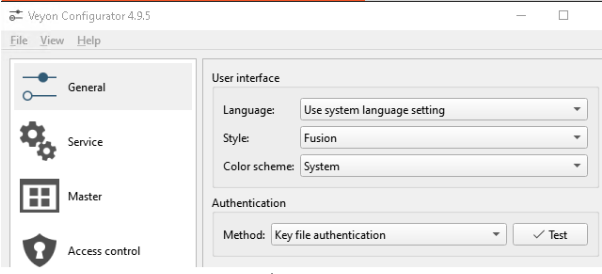 Veyon Configurator 4.9.5
File View Help
General
Service
Master
Access control
User interface
Language: Use system language setting
Style: Fusion
Color scheme: System
Authentication
Method: Key file authentication Test